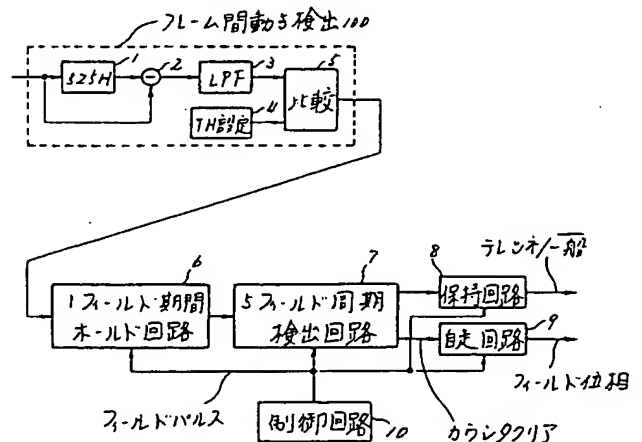 フレーム間動き検出 100
1
2
3
5
525H
−
LPF
比較
4
TH設定
6
7
8
テレシネ/一般
1フィールド期間
ホールド回路
5フィールド周期
検出回路
保持回路
9
自走回路
フィールド位相
フィールドパルス
制御回路
10
カウンタクリア